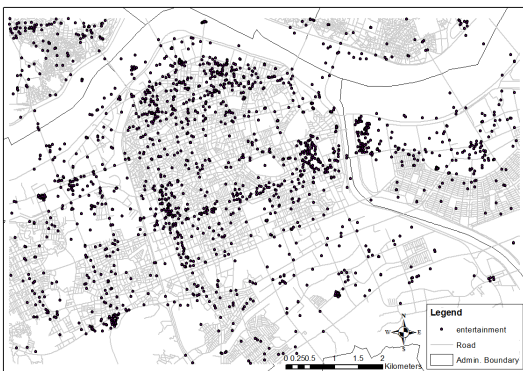 N
W E
S
0 0.25 0.5 1 1.5 2
Kilometers
Legend
entertainment
Road
Admin. Boundary